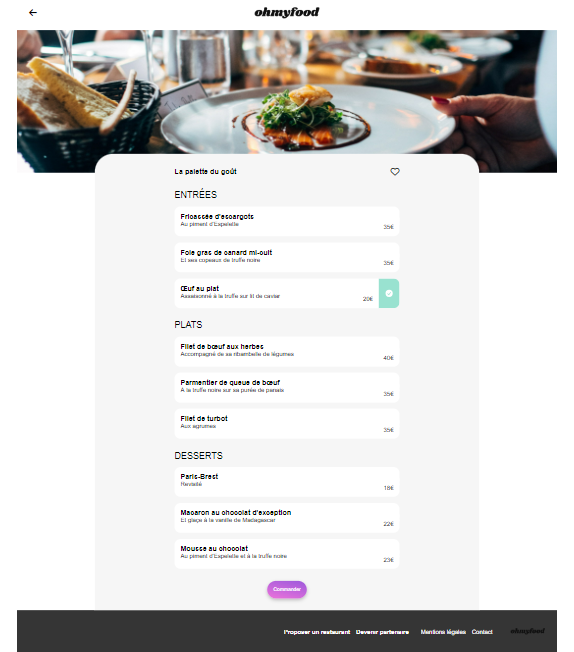 ohmyfood
La palette du goût
ENTRÉES
Fricassée d'escargots
Au piment d'Espelette
35€
Foie gras de canard mi-cuit
Et ses copeaux de truffe noire
35€
Œuf au plat
Assaisonné à la truffe sur lit de caviar
20€
PLATS
Filet de bœuf aux herbes
Accompagné de sa ribambelle de légumes
40€
Parmentier de queue de bœuf
À la truffe noire sur sa purée de panais
35€
Filet de turbot
Aux agrumes
35€
DESSERTS
Paris-Brest
Revisité
18€
Macaron au chocolat d'exception
Et glace à la vanille de Madagascar
22€
Mousse au chocolat
Au piment d'Espelette et à la truffe noire
23€
Commander
Proposer un restaurant Devenir partenaire Mentions légales Contact ohmyfood